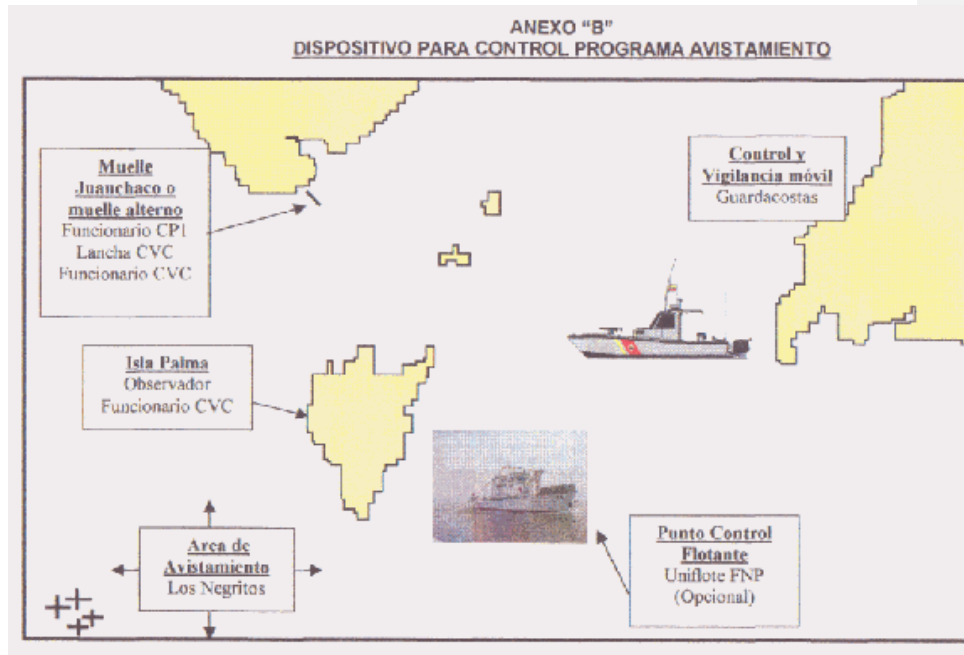 ANEXO “B”
DISPOSITIVO PARA CONTROL PROGRAMA AVISTAMIENTO
Muelle
Juauchaco o
muelle alterno
Funcionario CP1
Lancha CVC
Funcionario CVC
Control y
Vigilancia móvil
Guardacostas
Isla Palma
Observador
Funcionario CVC
Area de
Avistamiento
Los Negritos
Punto Control
Flotante
Uniflote FNP
(Opcional)